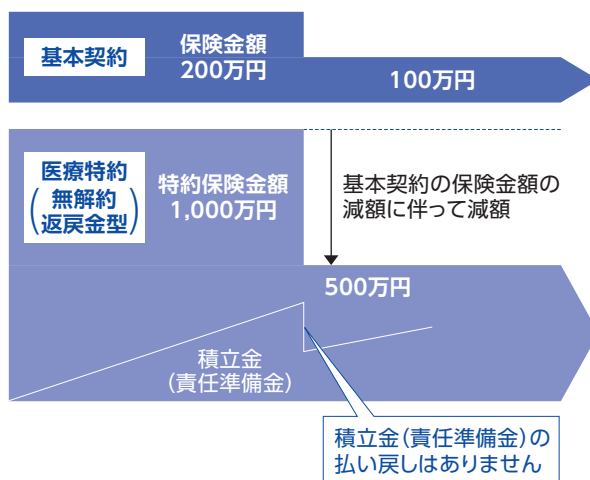 基本契約
保険金額
200万円
100万円
医療特約
(無解約
返戻金型)
特約保険金額
1,000万円
基本契約の保険金額の
減額に伴って減額
500万円
積立金
(責任準備金)
積立金(責任準備金)の
払い戻しはありません